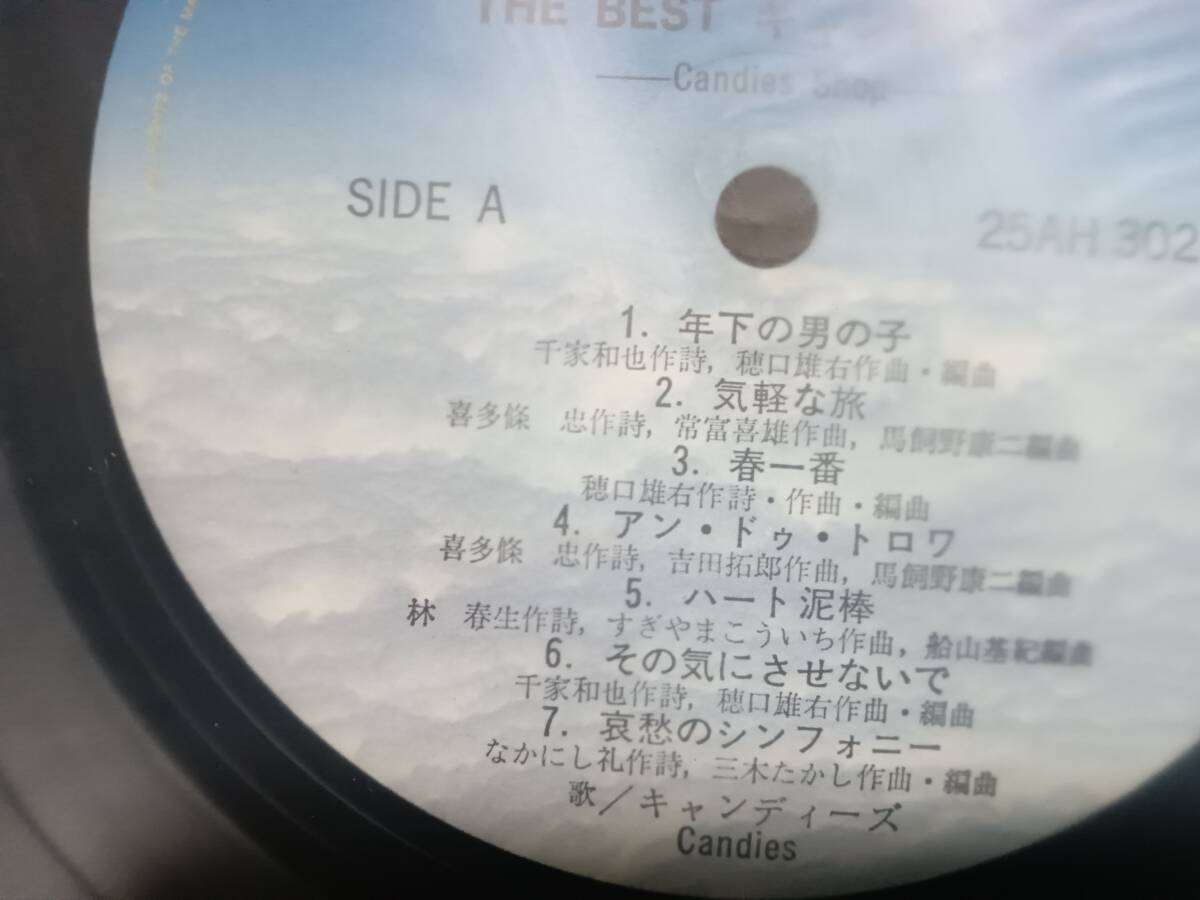 THE BEST キ
——Candies Shop
SIDE A
25AH 302
1. 年下の男の子
千家和也作詩, 穂口雄右作曲・編曲
2. 気軽な旅
喜多條 忠作詩, 常富喜雄作曲, 馬飼野康二編曲
3. 春一番
穂口雄右作詩・作曲・編曲
4. アン・ドゥ・トロワ
喜多條 忠作詩, 吉田拓郎作曲, 馬飼野康二編曲
5. ハート泥棒
林 春生作詩, すぎやまこういち作曲, 船山基紀編曲
6. その気にさせないで
千家和也作詩, 穂口雄右作曲・編曲
7. 哀愁のシンフォニー
なかにし礼作詩, 三木たかし作曲・編曲
歌／キャンディーズ
Candies